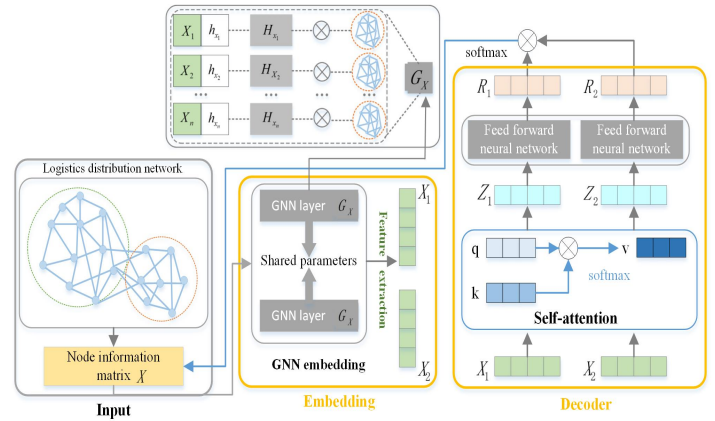 X1 hx1 Hx1
X2 hx2 HX2
... ... ...
Xn hxn Hxn
GX
softmax
R1 R2
Feed forward
neural network
Feed forward
neural network
Z1 Z2
q v
softmax
k
Self-attention
X1 X2
Decoder
Logistics distribution network
Node information
matrix X
Input
GNN layer GX
Shared parameters
GNN layer GX
GNN embedding
Feature extraction
X1
X2
Embedding